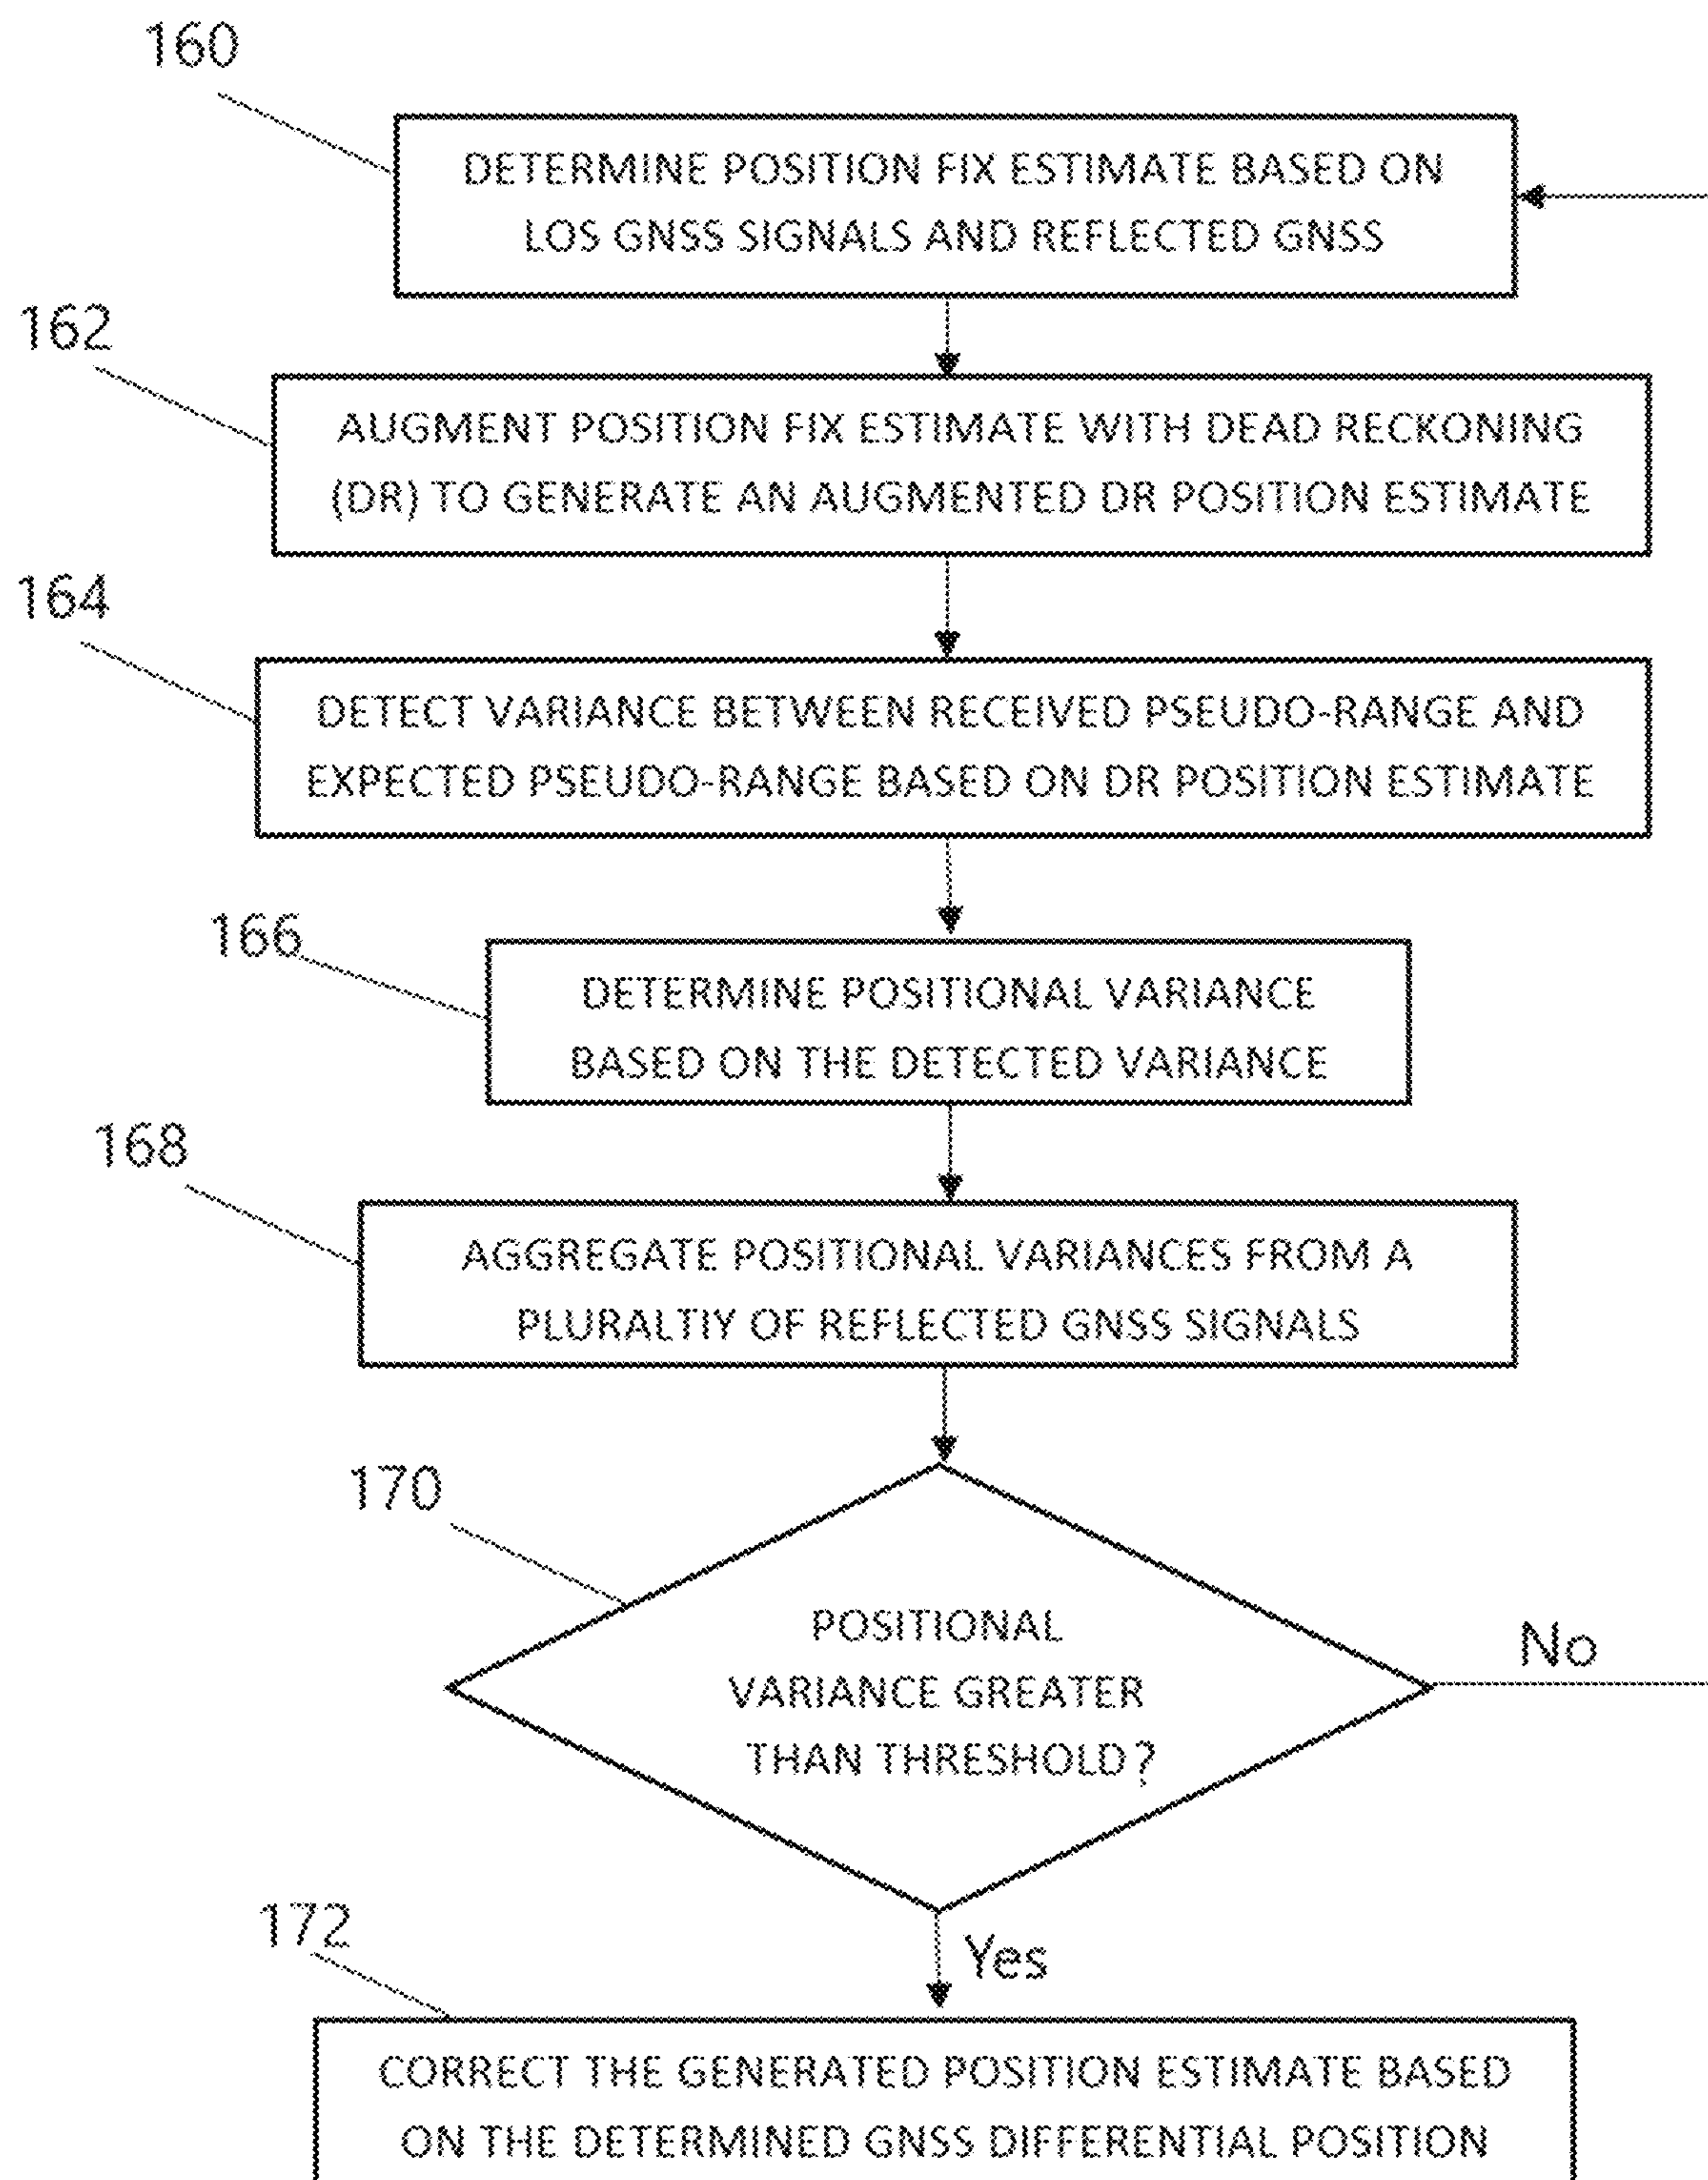 160
DETERMINE POSITION FIX ESTIMATE BASED ON
LOS GNSS SIGNALS AND REFLECTED GNSS
162
AUGMENT POSITION FIX ESTIMATE WITH DEAD RECKONING
(DR) TO GENERATE AN AUGMENTED DR POSITION ESTIMATE
164
DETECT VARIANCE BETWEEN RECEIVED PSEUDO-RANGE AND
EXPECTED PSEUDO-RANGE BASED ON DR POSITION ESTIMATE
166
DETERMINE POSITIONAL VARIANCE
BASED ON THE DETECTED VARIANCE
168
AGGREGATE POSITIONAL VARIANCES FROM A
PLURALTIY OF REFLECTED GNSS SIGNALS
170
POSITIONAL
VARIANCE GREATER
THAN THRESHOLD?
No
Yes
172
CORRECT THE GENERATED POSITION ESTIMATE BASED
ON THE DETERMINED GNSS DIFFERENTIAL POSITION